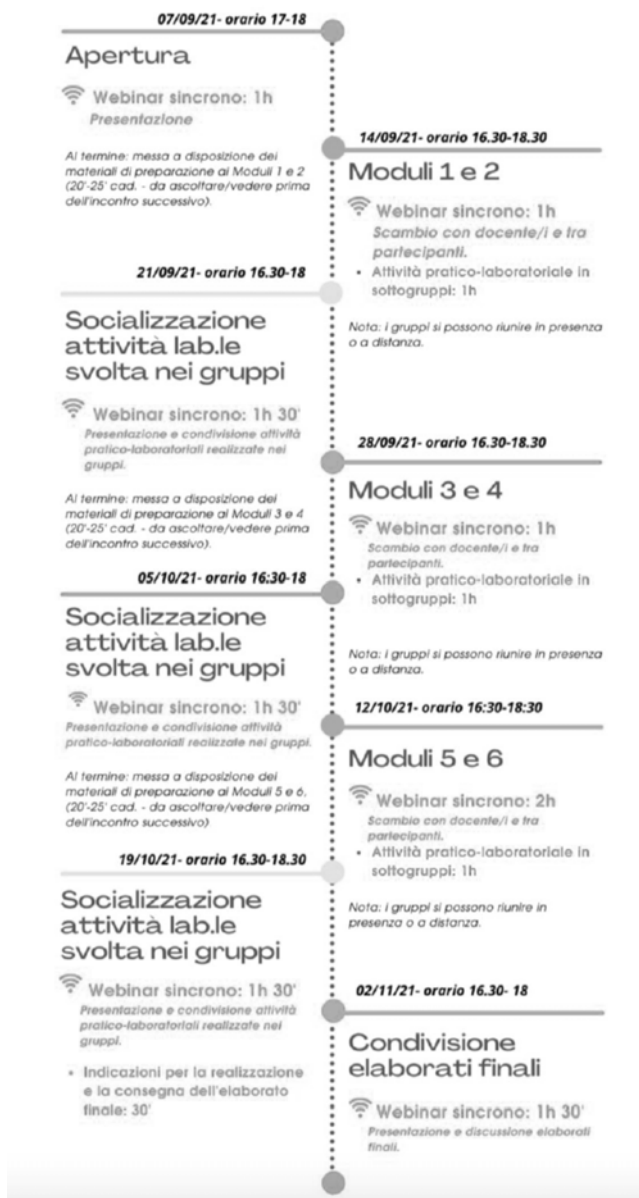 07/09/21- orario 17-18
Apertura
Webinar sincrono: 1h
Presentazione
Al termine: messa a disposizione dei
materiali di preparazione ai Moduli 1 e 2
(20'-25' cad. - da ascoltare/vedere prima
dell'incontro successivo).
14/09/21- orario 16.30-18.30
Moduli 1 e 2
Webinar sincrono: 1h
Scambio con docente/i e tra
partecipanti.
• Attività pratico-laboratoriale in
sottogruppi: 1h
Nota: i gruppi si possono riunire in presenza
o a distanza.
21/09/21- orario 16.30-18
Socializzazione
attività lab.le
svolta nei gruppi
Webinar sincrono: 1h 30'
Presentazione e condivisione attività
pratico-laboratoriali realizzate nei
gruppi.
Al termine: messa a disposizione dei
materiali di preparazione ai Moduli 3 e 4
(20'-25' cad. - da ascoltare/vedere prima
dell'incontro successivo).
28/09/21- orario 16.30-18.30
Moduli 3 e 4
Webinar sincrono: 1h
Scambio con docente/i e tra
partecipanti.
• Attività pratico-laboratoriale in
sottogruppi: 1h
Nota: i gruppi si possono riunire in presenza
o a distanza.
05/10/21- orario 16:30-18
Socializzazione
attività lab.le
svolta nei gruppi
Webinar sincrono: 1h 30'
Presentazione e condivisione attività
pratico-laboratoriali realizzate nei gruppi.
Al termine: messa a disposizione dei
materiali di preparazione ai Moduli 5 e 6,
(20'-25' cad. - da ascoltare/vedere prima
dell'incontro successivo)
12/10/21- orario 16:30-18:30
Moduli 5 e 6
Webinar sincrono: 2h
Scambio con docente/i e tra
partecipanti.
• Attività pratico-laboratoriale in
sottogruppi: 1h
Nota: i gruppi si possono riunire in
presenza o a distanza.
19/10/21- orario 16.30-18.30
Socializzazione
attività lab.le
svolta nei gruppi
Webinar sincrono: 1h 30'
Presentazione e condivisione attività
pratico-laboratoriali realizzate nei
gruppi.
• Indicazioni per la realizzazione
e la consegna dell'elaborato
finale: 30'
02/11/21- orario 16.30- 18
Condivisione
elaborati finali
Webinar sincrono: 1h 30'
Presentazione e discussione elaborati
finali.